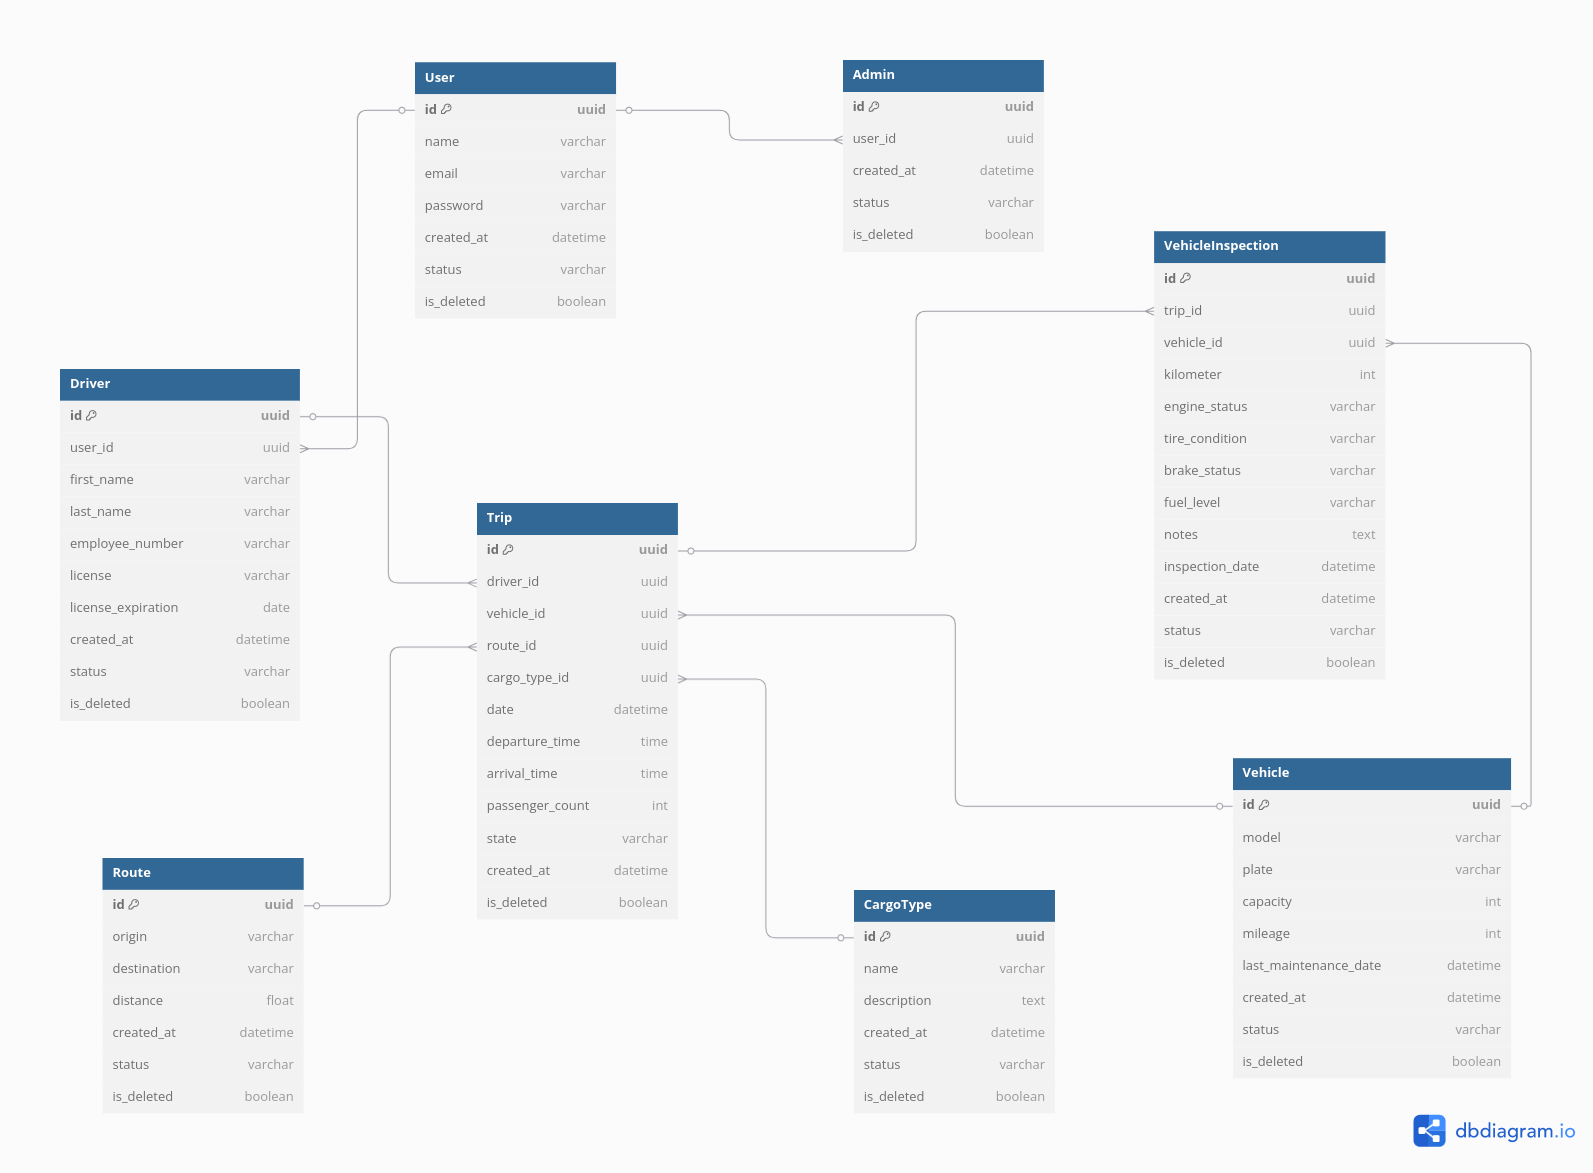 User
id uuid
name varchar
email varchar
password varchar
created_at datetime
status varchar
is_deleted boolean
Admin
id uuid
user_id uuid
created_at datetime
status varchar
is_deleted boolean
VehicleInspection
id uuid
trip_id uuid
vehicle_id uuid
kilometer int
engine_status varchar
tire_condition varchar
brake_status varchar
fuel_level varchar
notes text
inspection_date datetime
created_at datetime
status varchar
is_deleted boolean
Driver
id uuid
user_id uuid
first_name varchar
last_name varchar
employee_number varchar
license varchar
license_expiration date
created_at datetime
status varchar
is_deleted boolean
Trip
id uuid
driver_id uuid
vehicle_id uuid
route_id uuid
cargo_type_id uuid
date datetime
departure_time time
arrival_time time
passenger_count int
state varchar
created_at datetime
is_deleted boolean
Vehicle
id uuid
model varchar
plate varchar
capacity int
mileage int
last_maintenance_date datetime
created_at datetime
status varchar
is_deleted boolean
Route
id uuid
origin varchar
destination varchar
distance float
created_at datetime
status varchar
is_deleted boolean
CargoType
id uuid
name varchar
description text
created_at datetime
status varchar
is_deleted boolean
dbdiagram.io